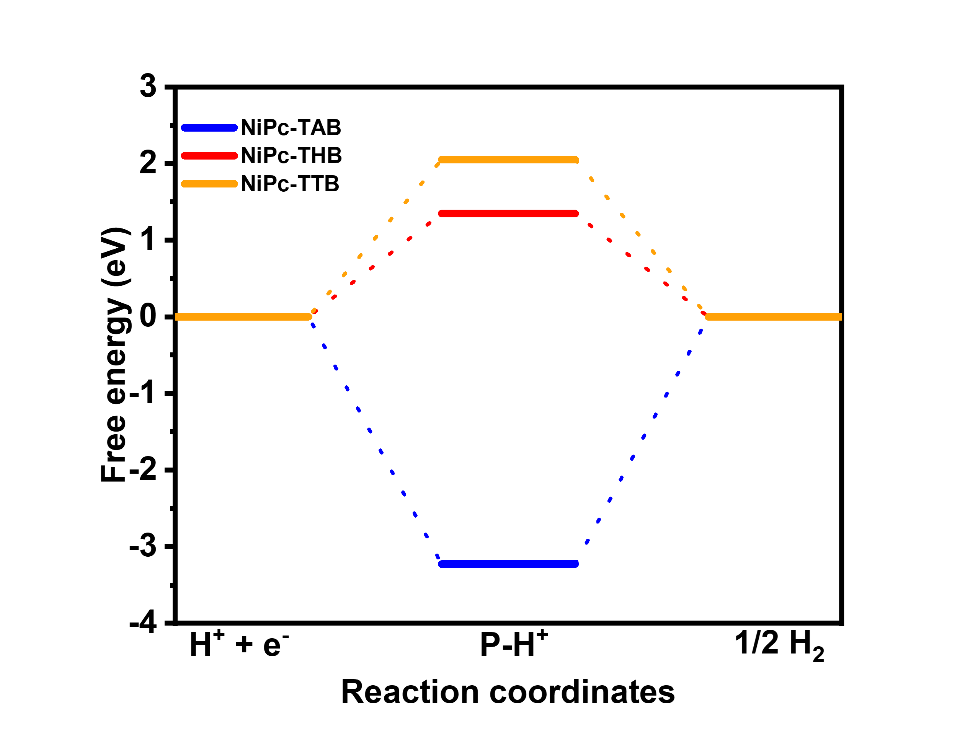 3
2
1
0
-1
-2
-3
-4
Free energy (eV)
NiPc-TAB
NiPc-THB
NiPc-TTB
H⁺ + e⁻ P-H⁺ 1/2 H₂
Reaction coordinates